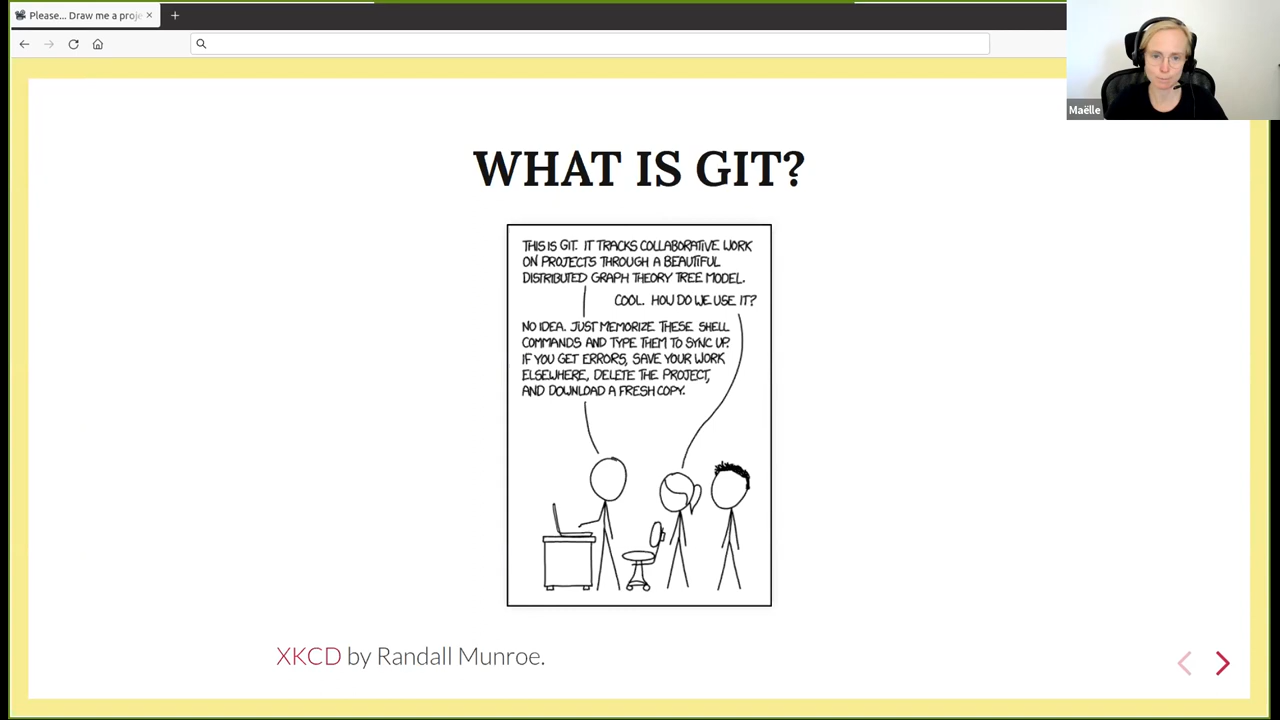 Please... Draw me a proje
Maëlle
WHAT IS GIT?
THIS IS GIT. IT TRACKS COLLABORATIVE WORK
ON PROJECTS THROUGH A BEAUTIFUL
DISTRIBUTED GRAPH THEORY TREE MODEL.
COOL. HOW DO WE USE IT?
NO IDEA. JUST MEMORIZE THESE SHELL
COMMANDS AND TYPE THEM TO SYNC UP.
IF YOU GET ERRORS, SAVE YOUR WORK
ELSEWHERE, DELETE THE PROJECT,
AND DOWNLOAD A FRESH COPY.
XKCD by Randall Munroe.